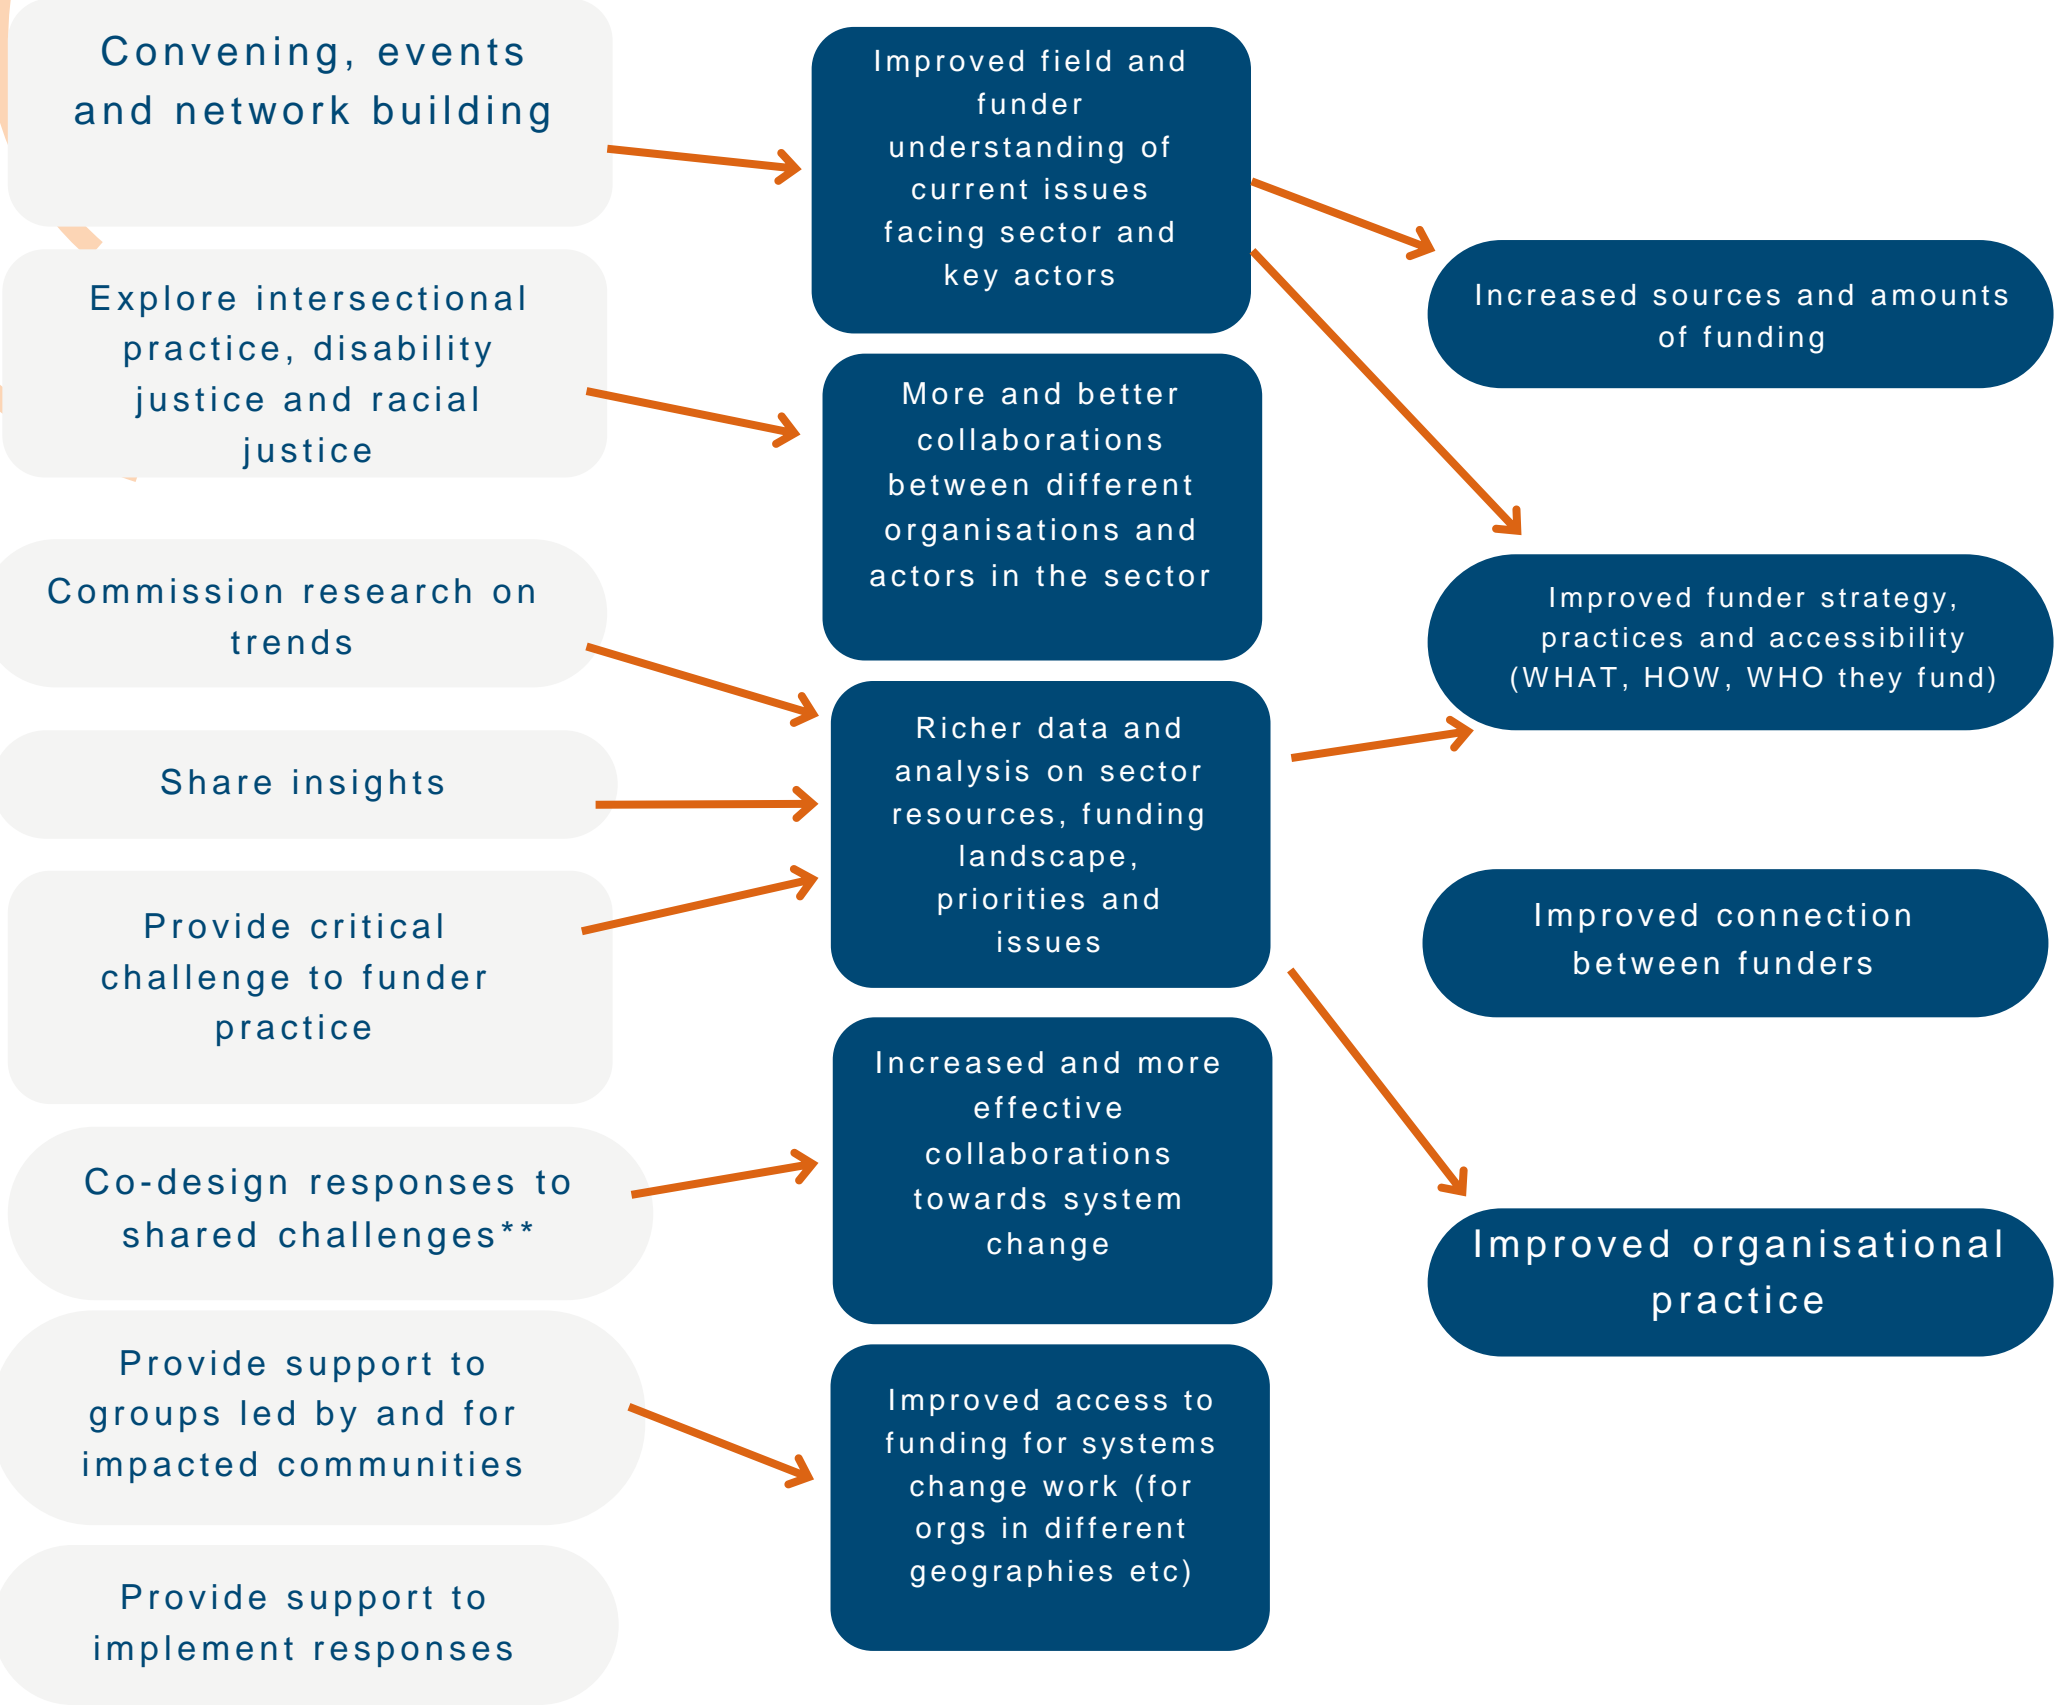 Convening, events
and network building
Explore intersectional
practice, disability
justice and racial
justice
Commission research on
trends
Share insights
Provide critical
challenge to funder
practice
Co-design responses to
shared challenges**
Provide support to
groups led by and for
impacted communities
Provide support to
implement responses
Improved field and
funder
understanding of
current issues
facing sector and
key actors
More and better
collaborations
between different
organisations and
actors in the sector
Richer data and
analysis on sector
resources, funding
landscape,
priorities and
issues
Increased and more
effective
collaborations
towards system
change
Improved access to
funding for systems
change work (for
orgs in different
geographies etc)
Increased sources and amounts
of funding
Improved funder strategy,
practices and accessibility
(WHAT, HOW, WHO they fund)
Improved connection
between funders
Improved organisational
practice